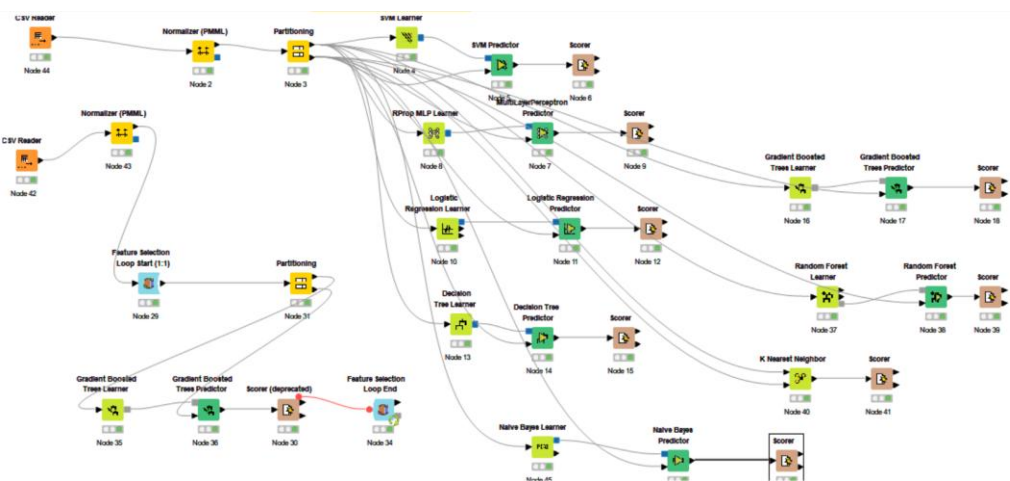 CSV Reader
Node 44
Normalizer (PMML)
Node 2
Partitioning
Node 3
SVM Learner
Node 4
SVM Predictor
Node 5
Scorer
Node 6
RProp MLP Learner
Node 8
MultiLayerPerceptron
Predictor
Node 7
Scorer
Node 9
CSV Reader
Node 42
Normalizer (PMML)
Node 43
Gradient Boosted
Trees Learner
Node 16
Gradient Boosted
Trees Predictor
Node 17
Scorer
Node 18
Logistic
Regression Learner
Node 10
Logistic Regression
Predictor
Node 11
Scorer
Node 12
Feature Selection
Loop Start (1:1)
Node 29
Partitioning
Node 31
Random Forest
Learner
Node 37
Random Forest
Predictor
Node 38
Scorer
Node 39
Decision
Tree Learner
Node 13
Decision Tree
Predictor
Node 14
Scorer
Node 15
Gradient Boosted
Trees Learner
Node 35
Gradient Boosted
Trees Predictor
Node 36
Scorer (deprecated)
Node 30
Feature Selection
Loop End
Node 34
K Nearest Neighbor
Node 40
Scorer
Node 41
Naive Bayes Learner
Node 45
Naive Bayes
Predictor
Scorer